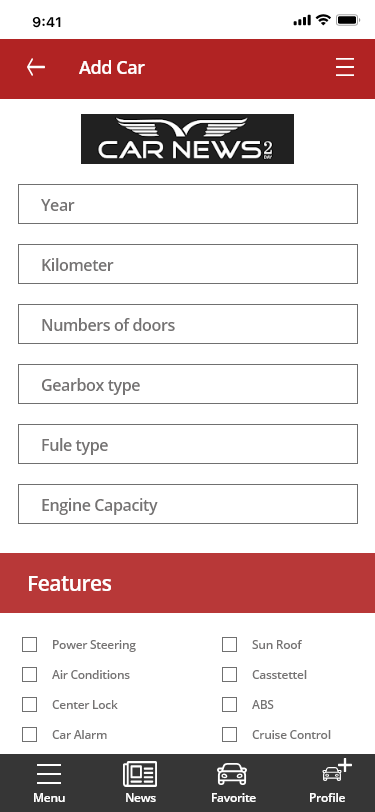 9:41
Add Car
CAR NEWS 2
DAY
Year
Kilometer
Numbers of doors
Gearbox type
Fule type
Engine Capacity
Features
Power Steering
Sun Roof
Air Conditions
Casstettel
Center Lock
ABS
Car Alarm
Cruise Control
Menu
News
Favorite
Profile